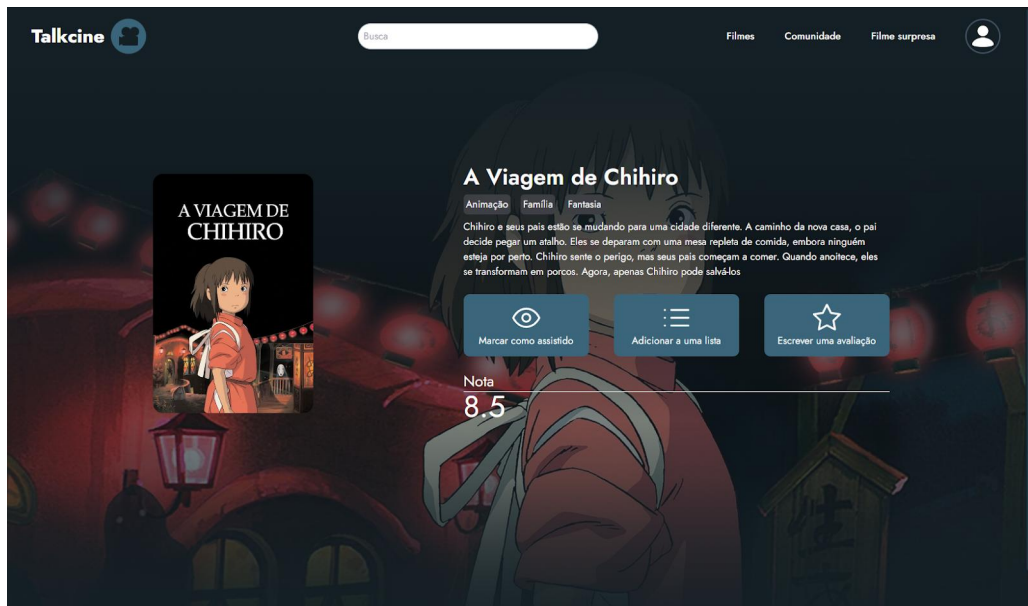 Talkcine
Busca
Filmes
Comunidade
Filme surpresa
A VIAGEM DE
CHIHIRO
A Viagem de Chihiro
Animação
Família
Fantasia
Chihiro e seus pais estão se mudando para uma cidade diferente. A caminho da nova casa, o pai
decide pegar um atalho. Eles se deparam com uma mesa repleta de comida, embora ninguém
esteja por perto. Chihiro sente o perigo, mas seus pais começam a comer. Quando anoitece, eles
se transformam em porcos. Agora, apenas Chihiro pode salvá-los
Marcar como assistido
Adicionar a uma lista
Escrever uma avaliação
Nota
8.5